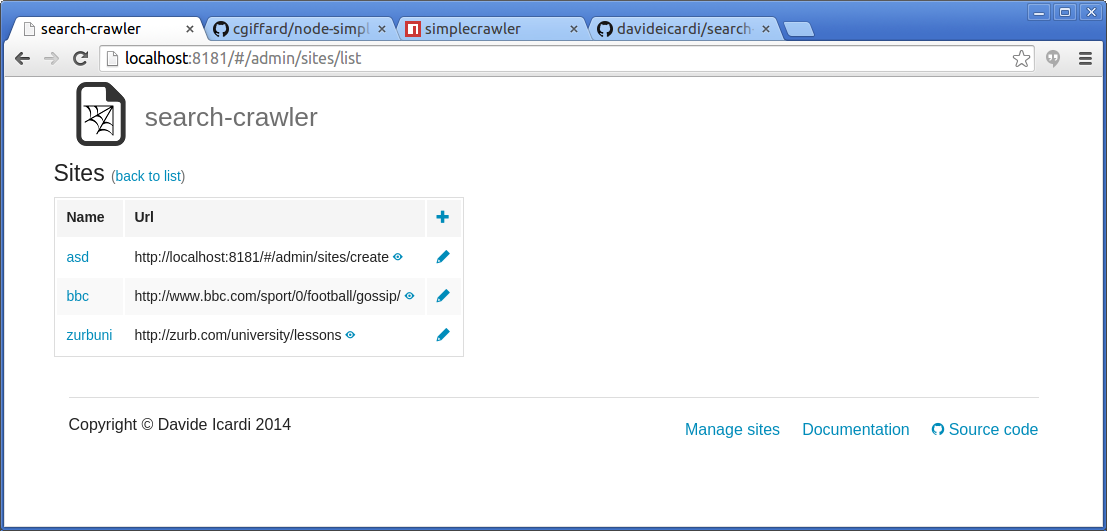 search-crawler
cgiffard/node-simpl
simplecrawler
davideicardi/search-
localhost:8181/#/admin/sites/list
search-crawler
Sites (back to list)
Name Url
asd http://localhost:8181/#/admin/sites/create
bbc http://www.bbc.com/sport/0/football/gossip/
zurbuni http://zurb.com/university/lessons
Copyright © Davide Icardi 2014
Manage sites Documentation Source code